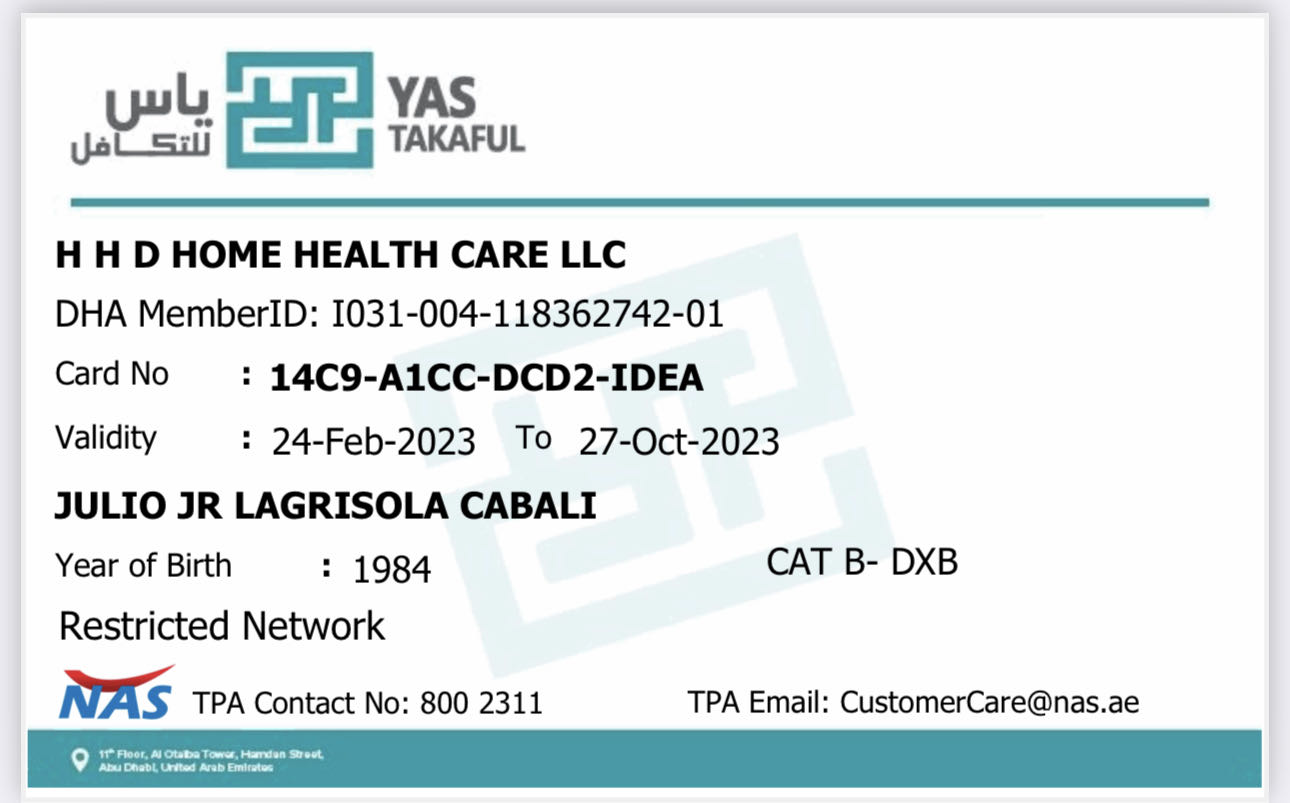 ياس
للتكافل
YAS
TAKAFUL
H H D HOME HEALTH CARE LLC
DHA MemberID: I031-004-118362742-01
Card No : 14C9-A1CC-DCD2-IDEA
Validity : 24-Feb-2023 To 27-Oct-2023
JULIO JR LAGRISOLA CABALI
Year of Birth : 1984
CAT B- DXB
Restricted Network
NAS TPA Contact No: 800 2311 TPA Email: CustomerCare@nas.ae
11th Floor, Al Otaiba Tower, Hamdan Street,
Abu Dhabi, United Arab Emirates